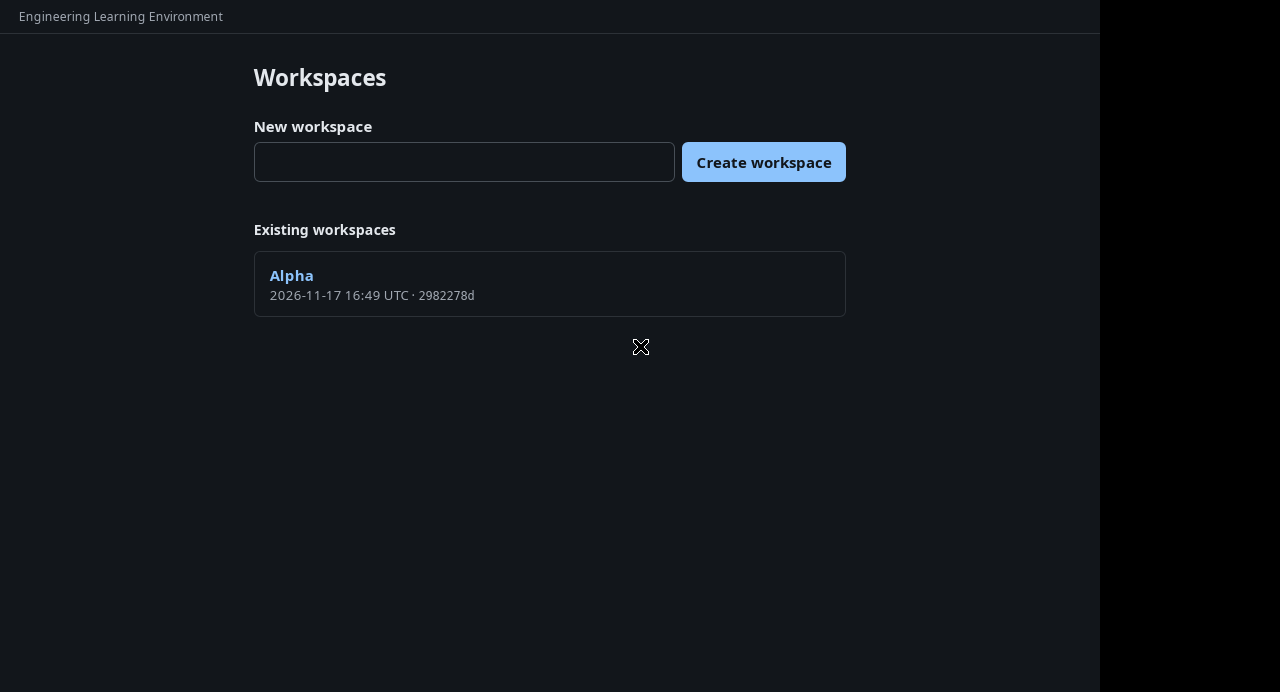 Engineering Learning Environment
Workspaces
New workspace
Create workspace
Existing workspaces
Alpha
2026-11-17 16:49 UTC · 2982278d